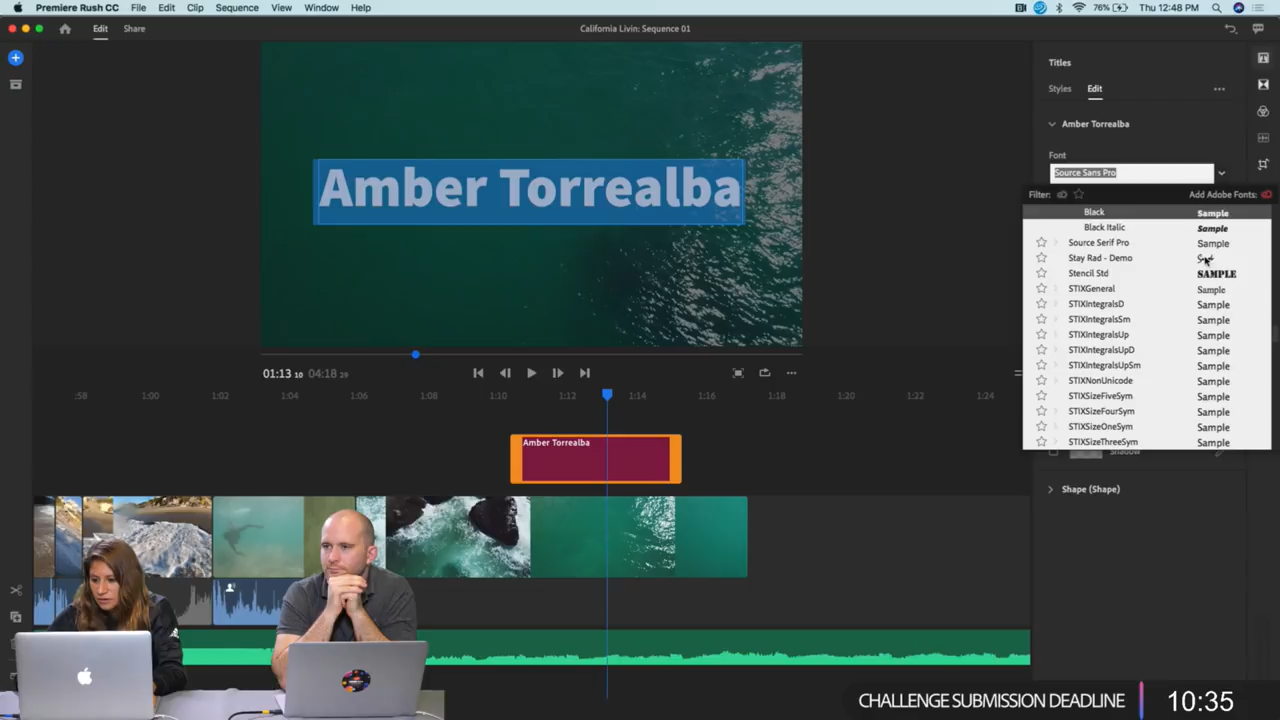 Premiere Rush CC File Edit Clip Sequence View Window Help
76% Thu 12:48 PM
Edit Share
California Livin: Sequence 01
Titles
Styles Edit
Amber Torrealba
Font
Source Sans Pro
Filter: Add Adobe Fonts:
Black Sample
Black Italic Sample
Source Serif Pro Sample
Stay Rad - Demo
Stencil Std SAMPLE
STIXGeneral Sample
STIXIntegralsD Sample
STIXIntegralsSm Sample
STIXIntegralsUp Sample
STIXIntegralsUpD Sample
STIXIntegralsUpSm Sample
STIXNonUnicode Sample
STIXSizeFiveSym Sample
STIXSizeFourSym Sample
STIXSizeOneSym Sample
STIXSizeThreeSym Sample
Shadow
Shape (Shape)
Amber Torrealba
01:13 10 04:18 29
:58 1:00 1:02 1:04 1:06 1:08 1:10 1:12 1:14 1:16 1:18 1:20 1:22 1:24
Amber Torrealba
CHALLENGE SUBMISSION DEADLINE 10:35